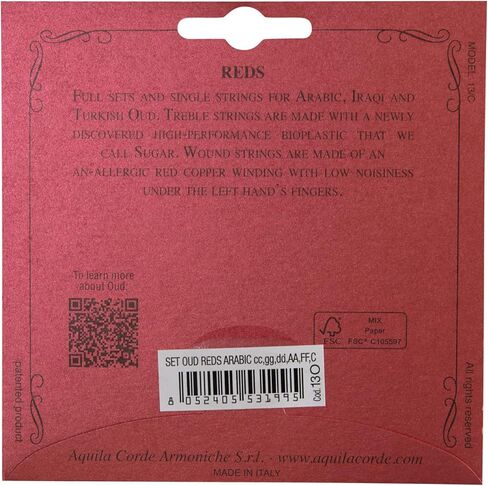 REDS
FULL SETS AND SINGLE STRINGS FOR ARABIC, IRAQI AND
TURKISH OUD. TREBLE STRINGS ARE MADE WITH A NEWLY
DISCOVERED HIGH-PERFORMANCE BIOPLASTIC THAT WE
CALL SUGAR. WOUND STRINGS ARE MADE OF AN
AN-ALLERGIC RED COPPER WINDING WITH LOW NOISINESS
UNDER THE LEFT HAND'S FINGERS.
MODEL: 13/C
To learn more
about Oud:
FSC
MIX
Paper
FSC® C105597
SET OUD REDS ARABIC cc,gg,dd,AA,FF,C
8 052405 531995
Cod. 13O
patented product
All rights reserved
Aquila Corde Armoniche S.r.l. - www.aquilacorde.com
MADE IN ITALY